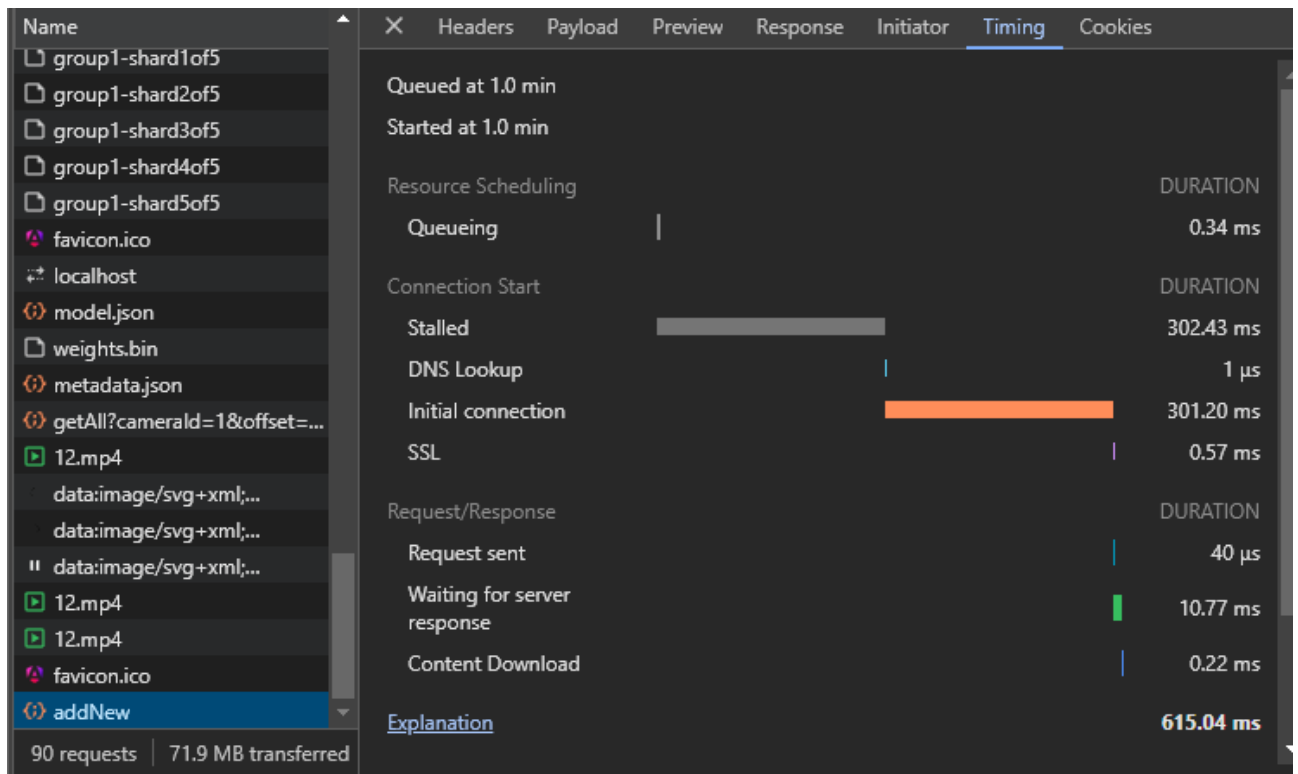 Name
group1-shard1of5
group1-shard2of5
group1-shard3of5
group1-shard4of5
group1-shard5of5
favicon.ico
localhost
model.json
weights.bin
metadata.json
getAll?cameraId=1&offset=...
12.mp4
data:image/svg+xml;...
data:image/svg+xml;...
data:image/svg+xml;...
12.mp4
12.mp4
favicon.ico
addNew
90 requests | 71.9 MB transferred
Headers Payload Preview Response Initiator Timing Cookies
Queued at 1.0 min
Started at 1.0 min
Resource Scheduling DURATION
Queueing 0.34 ms
Connection Start DURATION
Stalled 302.43 ms
DNS Lookup 1 μs
Initial connection 301.20 ms
SSL 0.57 ms
Request/Response DURATION
Request sent 40 μs
Waiting for server
response 10.77 ms
Content Download 0.22 ms
Explanation 615.04 ms